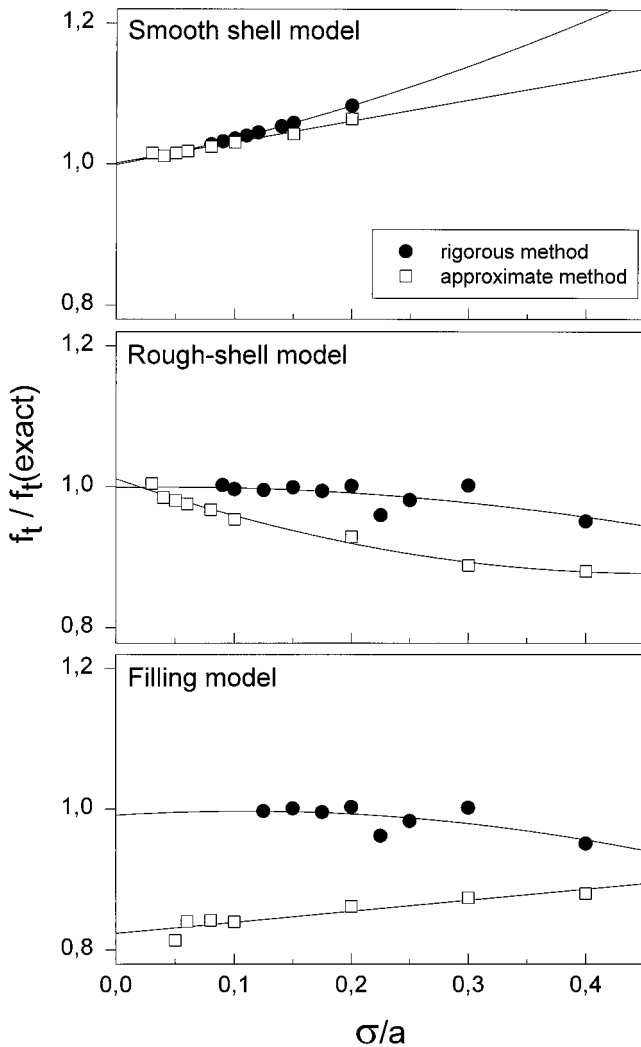 1,2
Smooth shell model
1,0
rigorous method
approximate method
0,8
1,2
Rough-shell model
1,0
0,8
f_t / f_t(exact)
1,2
Filling model
1,0
0,8
0,0 0,1 0,2 0,3 0,4
σ/a